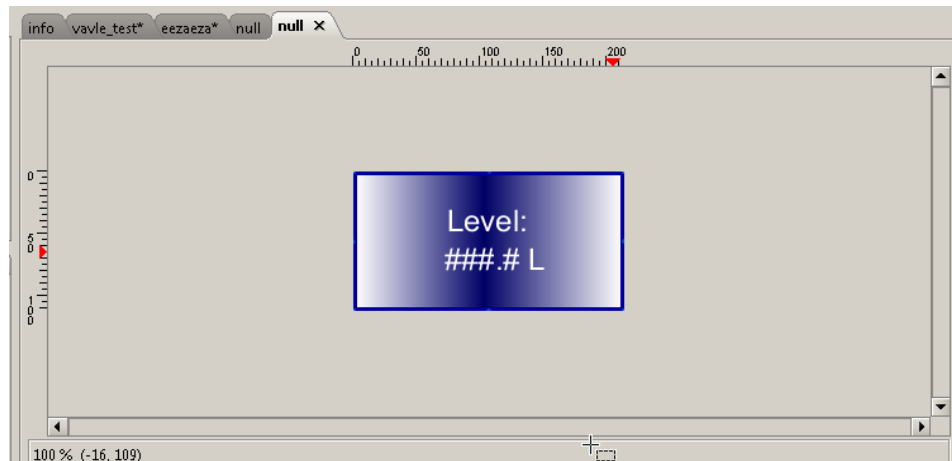 info vavle_test* eezaeza* null null ×
0 50 100 150 200
0
50
100
Level:
###.# L
100 % (-16, 109)